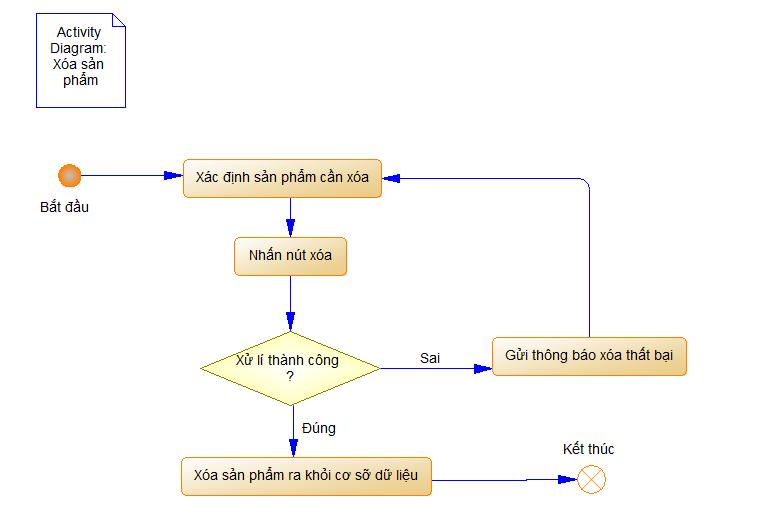 Activity
Diagram:
Xóa sản
phẩm
Xác định sản phẩm cần xóa
Bắt đầu
Nhấn nút xóa
Xử lí thành công
?
Sai
Gửi thông báo xóa thất bại
Đúng
Kết thúc
Xóa sản phẩm ra khỏi cơ sỡ dữ liệu